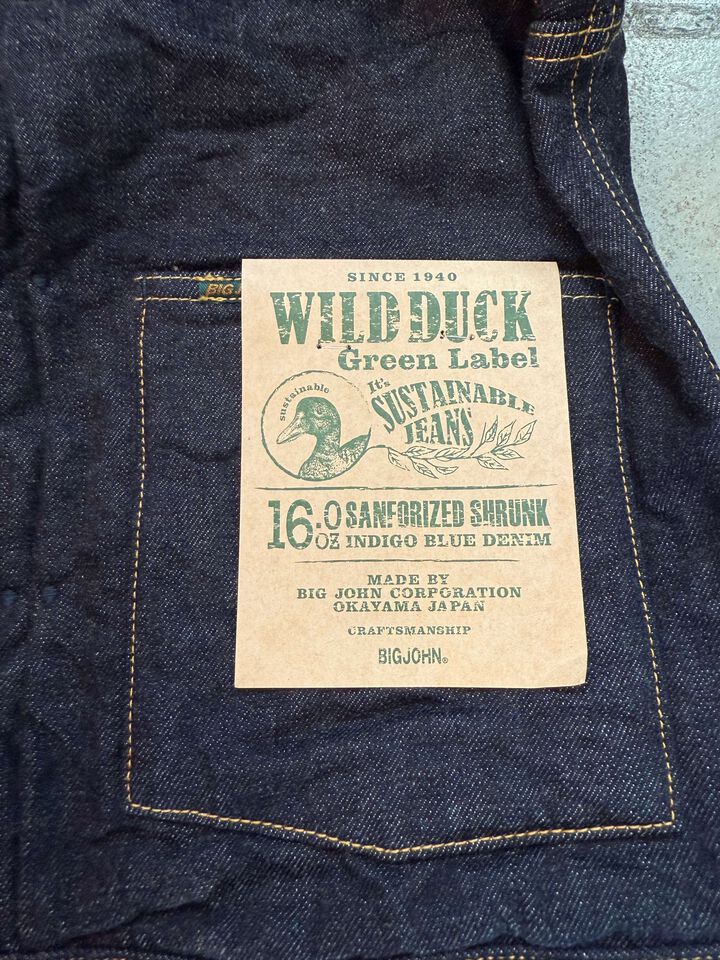 SINCE 1940
WILD DUCK
Green Label
sustainable
It's
SUSTAINABLE
JEANS
16.0 OZ
SANFORIZED SHRUNK
INDIGO BLUE DENIM
MADE BY
BIG JOHN CORPORATION
OKAYAMA JAPAN
CRAFTSMANSHIP
BIGJOHN®
BIG J